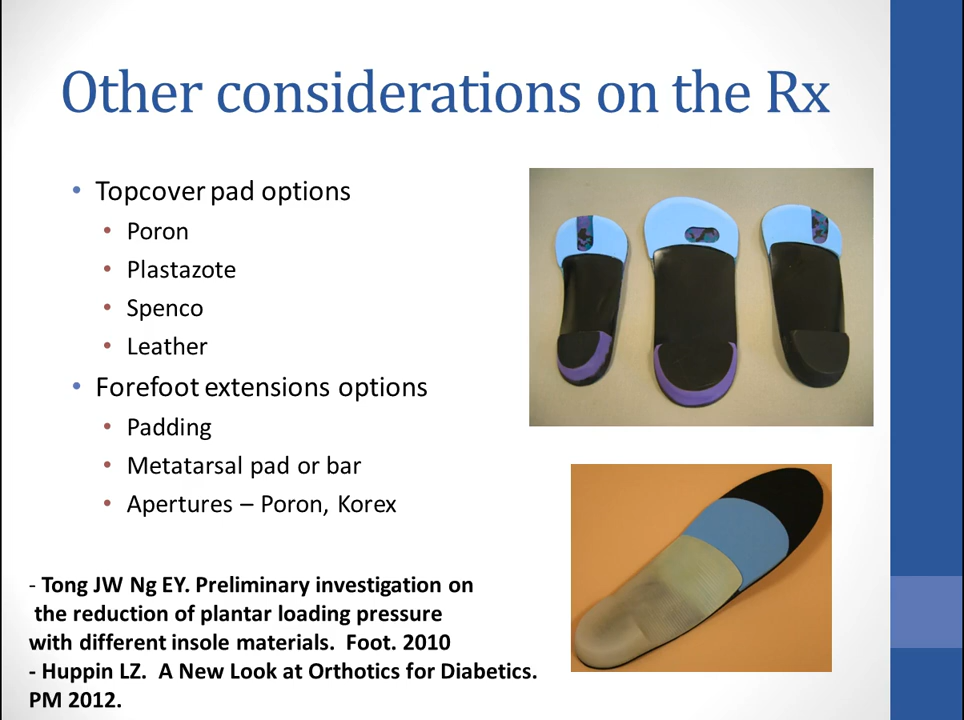 Other considerations on the Rx
• Topcover pad options
• Poron
• Plastazote
• Spenco
• Leather
• Forefoot extensions options
• Padding
• Metatarsal pad or bar
• Apertures – Poron, Korex
- Tong JW Ng EY. Preliminary investigation on
the reduction of plantar loading pressure
with different insole materials. Foot. 2010
- Huppin LZ. A New Look at Orthotics for Diabetics.
PM 2012.